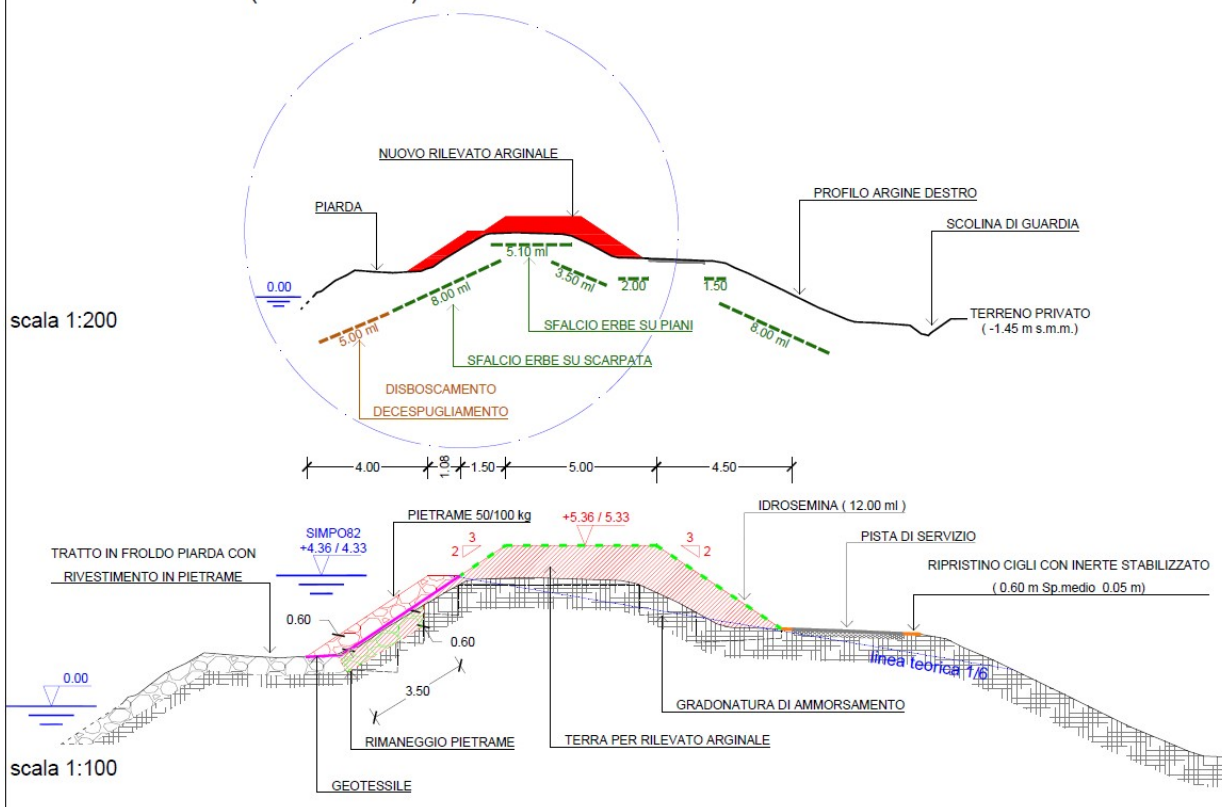 NUOVO RILEVATO ARGINALE
PIARDA
PROFILO ARGINE DESTRO
SCOLINA DI GUARDIA
0.00
5.10 ml
3.50 ml
2.00
1.50
8.00 ml
5.00 ml
8.00 ml
scala 1:200
TERRENO PRIVATO
( -1.45 m s.m.m.)
SFALCIO ERBE SU PIANI
SFALCIO ERBE SU SCARPATA
DISBOSCAMENTO
DECESPUGLIAMENTO
4.00
1.08
1.50
5.00
4.50
IDROSEMINA ( 12.00 ml )
PIETRAME 50/100 kg
+5.36 / 5.33
SIMPO82
+4.36 / 4.33
3
2
3
2
PISTA DI SERVIZIO
TRATTO IN FROLDO PIARDA CON
RIVESTIMENTO IN PIETRAME
RIPRISTINO CIGLI CON INERTE STABILIZZATO
( 0.60 m Sp.medio 0.05 m)
0.60
0.60
linea teorica 1/6
0.00
3.50
GRADONATURA DI AMMORSAMENTO
RIMANEGGIO PIETRAME
TERRA PER RILEVATO ARGINALE
scala 1:100
GEOTESSILE